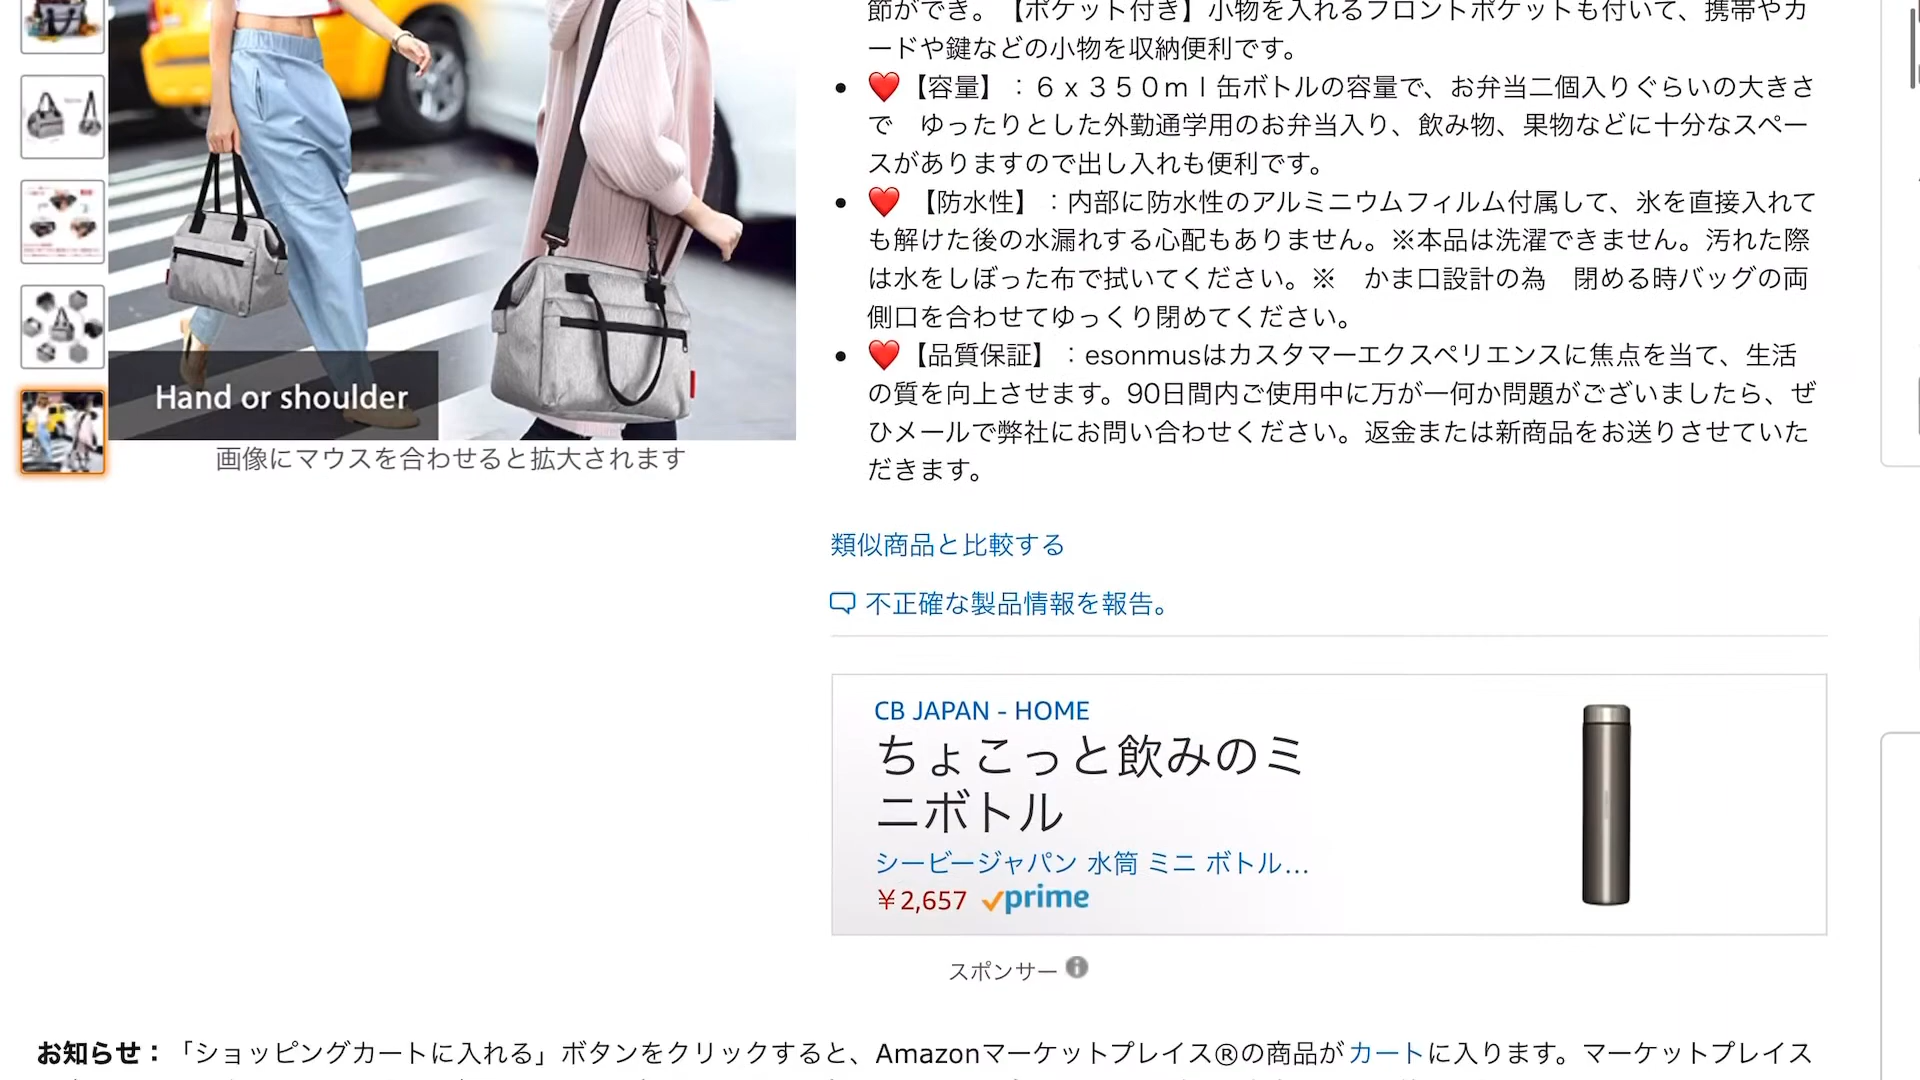 節ができ。【ポケット付き】小物を入れるフロントポケットも付いて、携帯やカ
ードや鍵などの小物を収納便利です。
❤️【容量】：６ｘ３５０ｍｌ缶ボトルの容量で、お弁当二個入りぐらいの大きさ
で　ゆったりとした外勤通学用のお弁当入り、飲み物、果物などに十分なスペー
スがありますので出し入れも便利です。
❤️ 【防水性】：内部に防水性のアルミニウムフィルム付属して、氷を直接入れて
も解けた後の水漏れする心配もありません。※本品は洗濯できません。汚れた際
は水をしぼった布で拭いてください。※　かま口設計の為　閉める時バッグの両
側口を合わせてゆっくり閉めてください。
❤️【品質保証】：esonmusはカスタマーエクスペリエンスに焦点を当て、生活
の質を向上させます。90日間内ご使用中に万が一何か問題がございましたら、ぜ
ひメールで弊社にお問い合わせください。返金または新商品をお送りさせていた
だきます。
Hand or shoulder
画像にマウスを合わせると拡大されます
類似商品と比較する
不正確な製品情報を報告。
CB JAPAN - HOME
ちょこっと飲みのミ
ニボトル
シービージャパン 水筒 ミニ ボトル...
￥2,657 prime
スポンサー
お知らせ：「ショッピングカートに入れる」ボタンをクリックすると、Amazonマーケットプレイス®の商品がカートに入ります。マーケットプレイス